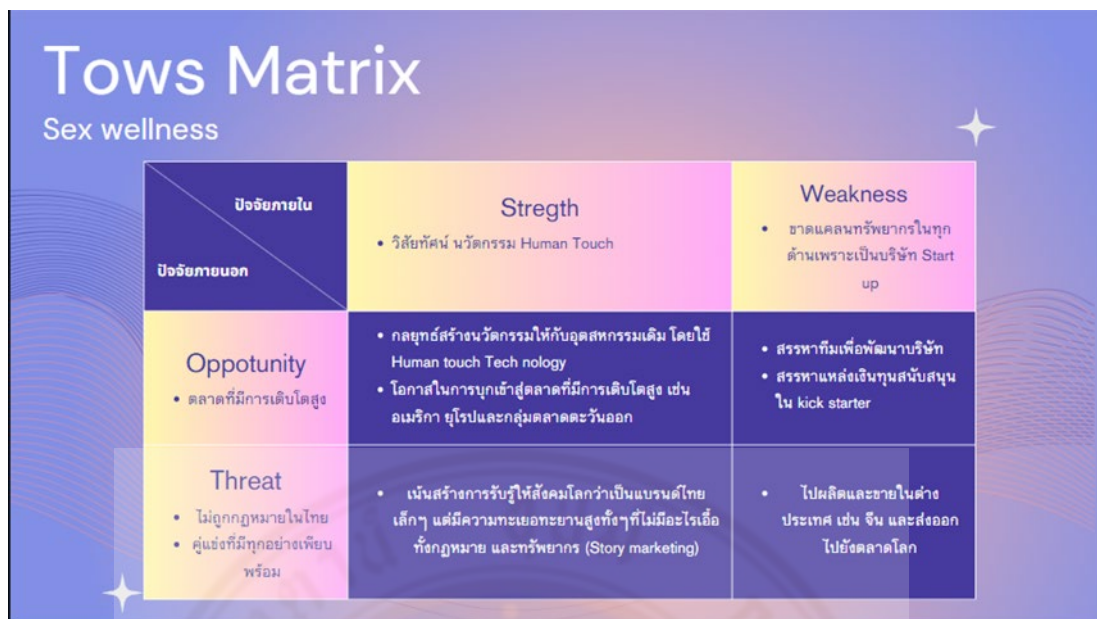 Tows Matrix
Sex wellness
ปัจจัยภายใน
ปัจจัยภายนอก
Stregth
• วิสัยทัศน์ นวัตกรรม Human Touch
Weakness
• ขาดแคลนทรัพยากรในทุก
ด้านเพราะเป็นบริษัท Start
up
Oppotunity
• ตลาดที่มีการเติบโตสูง
• กลยุทธ์สร้างนวัตกรรมให้กับอุตสหกรรมเดิม โดยใช้
Human touch Tech nology
• โอกาสในการบุกเข้าสู่ตลาดที่มีการเติบโตสูง เช่น
อเมริกา ยุโรปและกลุ่มตลาดตะวันออก
• สรรหาทีมเพื่อพัฒนาบริษัท
• สรรหาแหล่งเงินทุนสนับสนุน
ใน kick starter
Threat
• ไม่ถูกกฎหมายในไทย
• คู่แข่งที่มีทุกอย่างเพียบ
พร้อม
• เน้นสร้างการรับรู้ให้สังคมโลกว่าเป็นแบรนด์ไทย
เล็กๆ แต่มีความทะเยอทะยานสูงทั้งๆที่ไม่มีอะไรเอื้อ
ทั้งกฎหมาย และทรัพยากร (Story marketing)
• ไปผลิตและขายในต่าง
ประเทศ เช่น จีน และส่งออก
ไปยังตลาดโลก